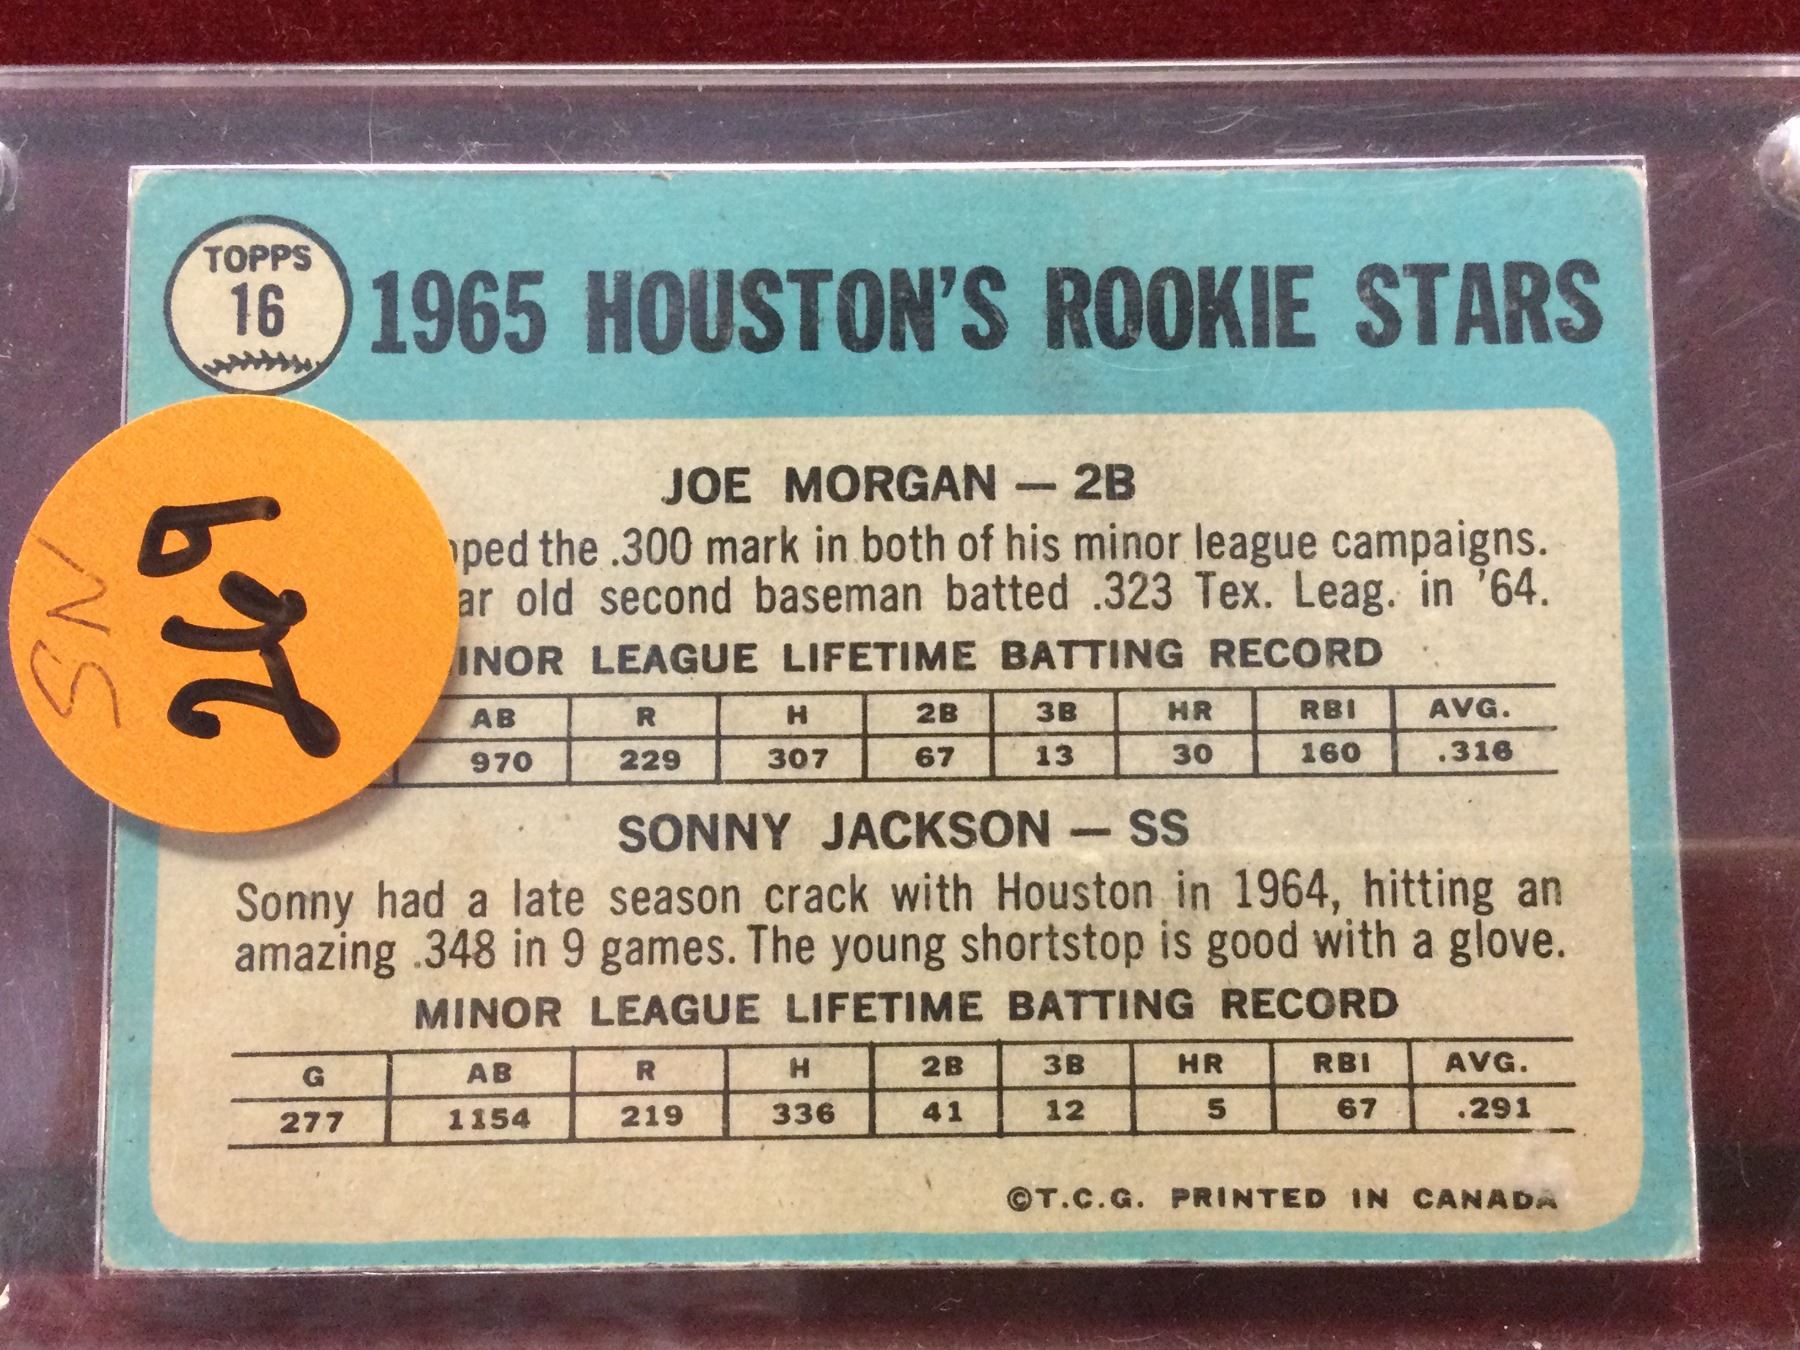 TOPPS
16
1965 HOUSTON'S ROOKIE STARS
JOE MORGAN — 2B
the .300 mark in both of his minor league campaigns.
old second baseman batted .323 Tex. Leag. in '64.
LEAGUE LIFETIME BATTING RECORD
AB R H 2B 3B HR RBI AVG.
970 229 307 67 13 30 160 .316
SONNY JACKSON — SS
Sonny had a late season crack with Houston in 1964, hitting an
amazing .348 in 9 games. The young shortstop is good with a glove.
MINOR LEAGUE LIFETIME BATTING RECORD
G AB R H 2B 3B HR RBI AVG.
277 1154 219 336 41 12 5 67 .291
©T.C.G. PRINTED IN CANADA
SN
269